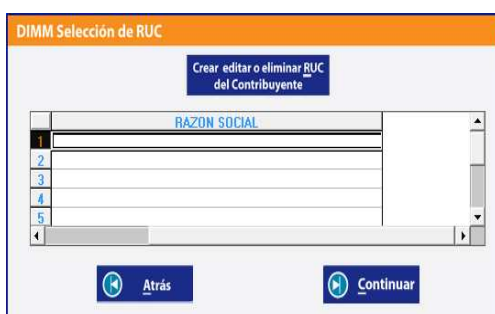 DIMM Selección de RUC
Crear editar o eliminar RUC
del Contribuyente
RAZON SOCIAL
1
2
3
4
5
Atrás
Continuar